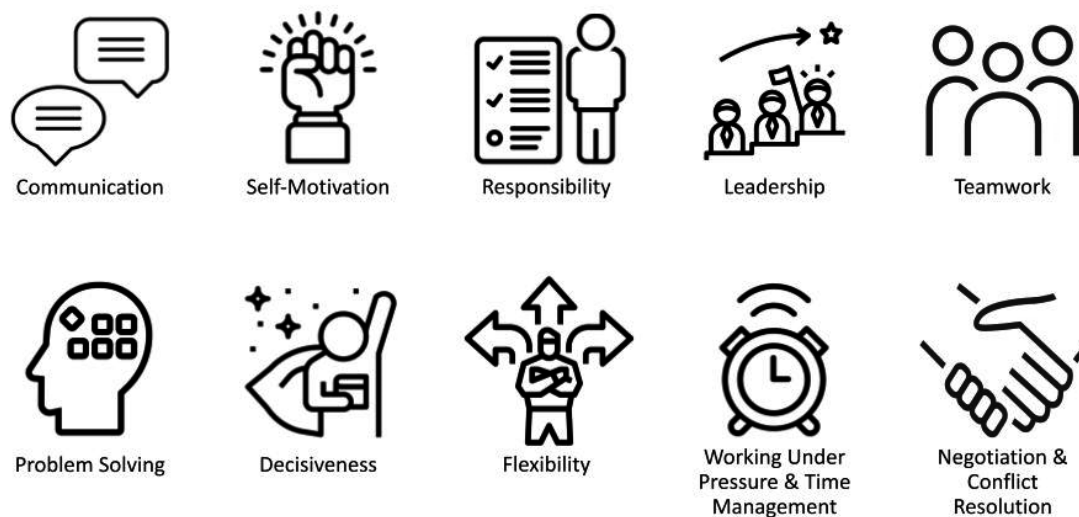 Communication
Self-Motivation
Responsibility
Leadership
Teamwork
Problem Solving
Decisiveness
Flexibility
Working Under
Pressure & Time
Management
Negotiation &
Conflict
Resolution